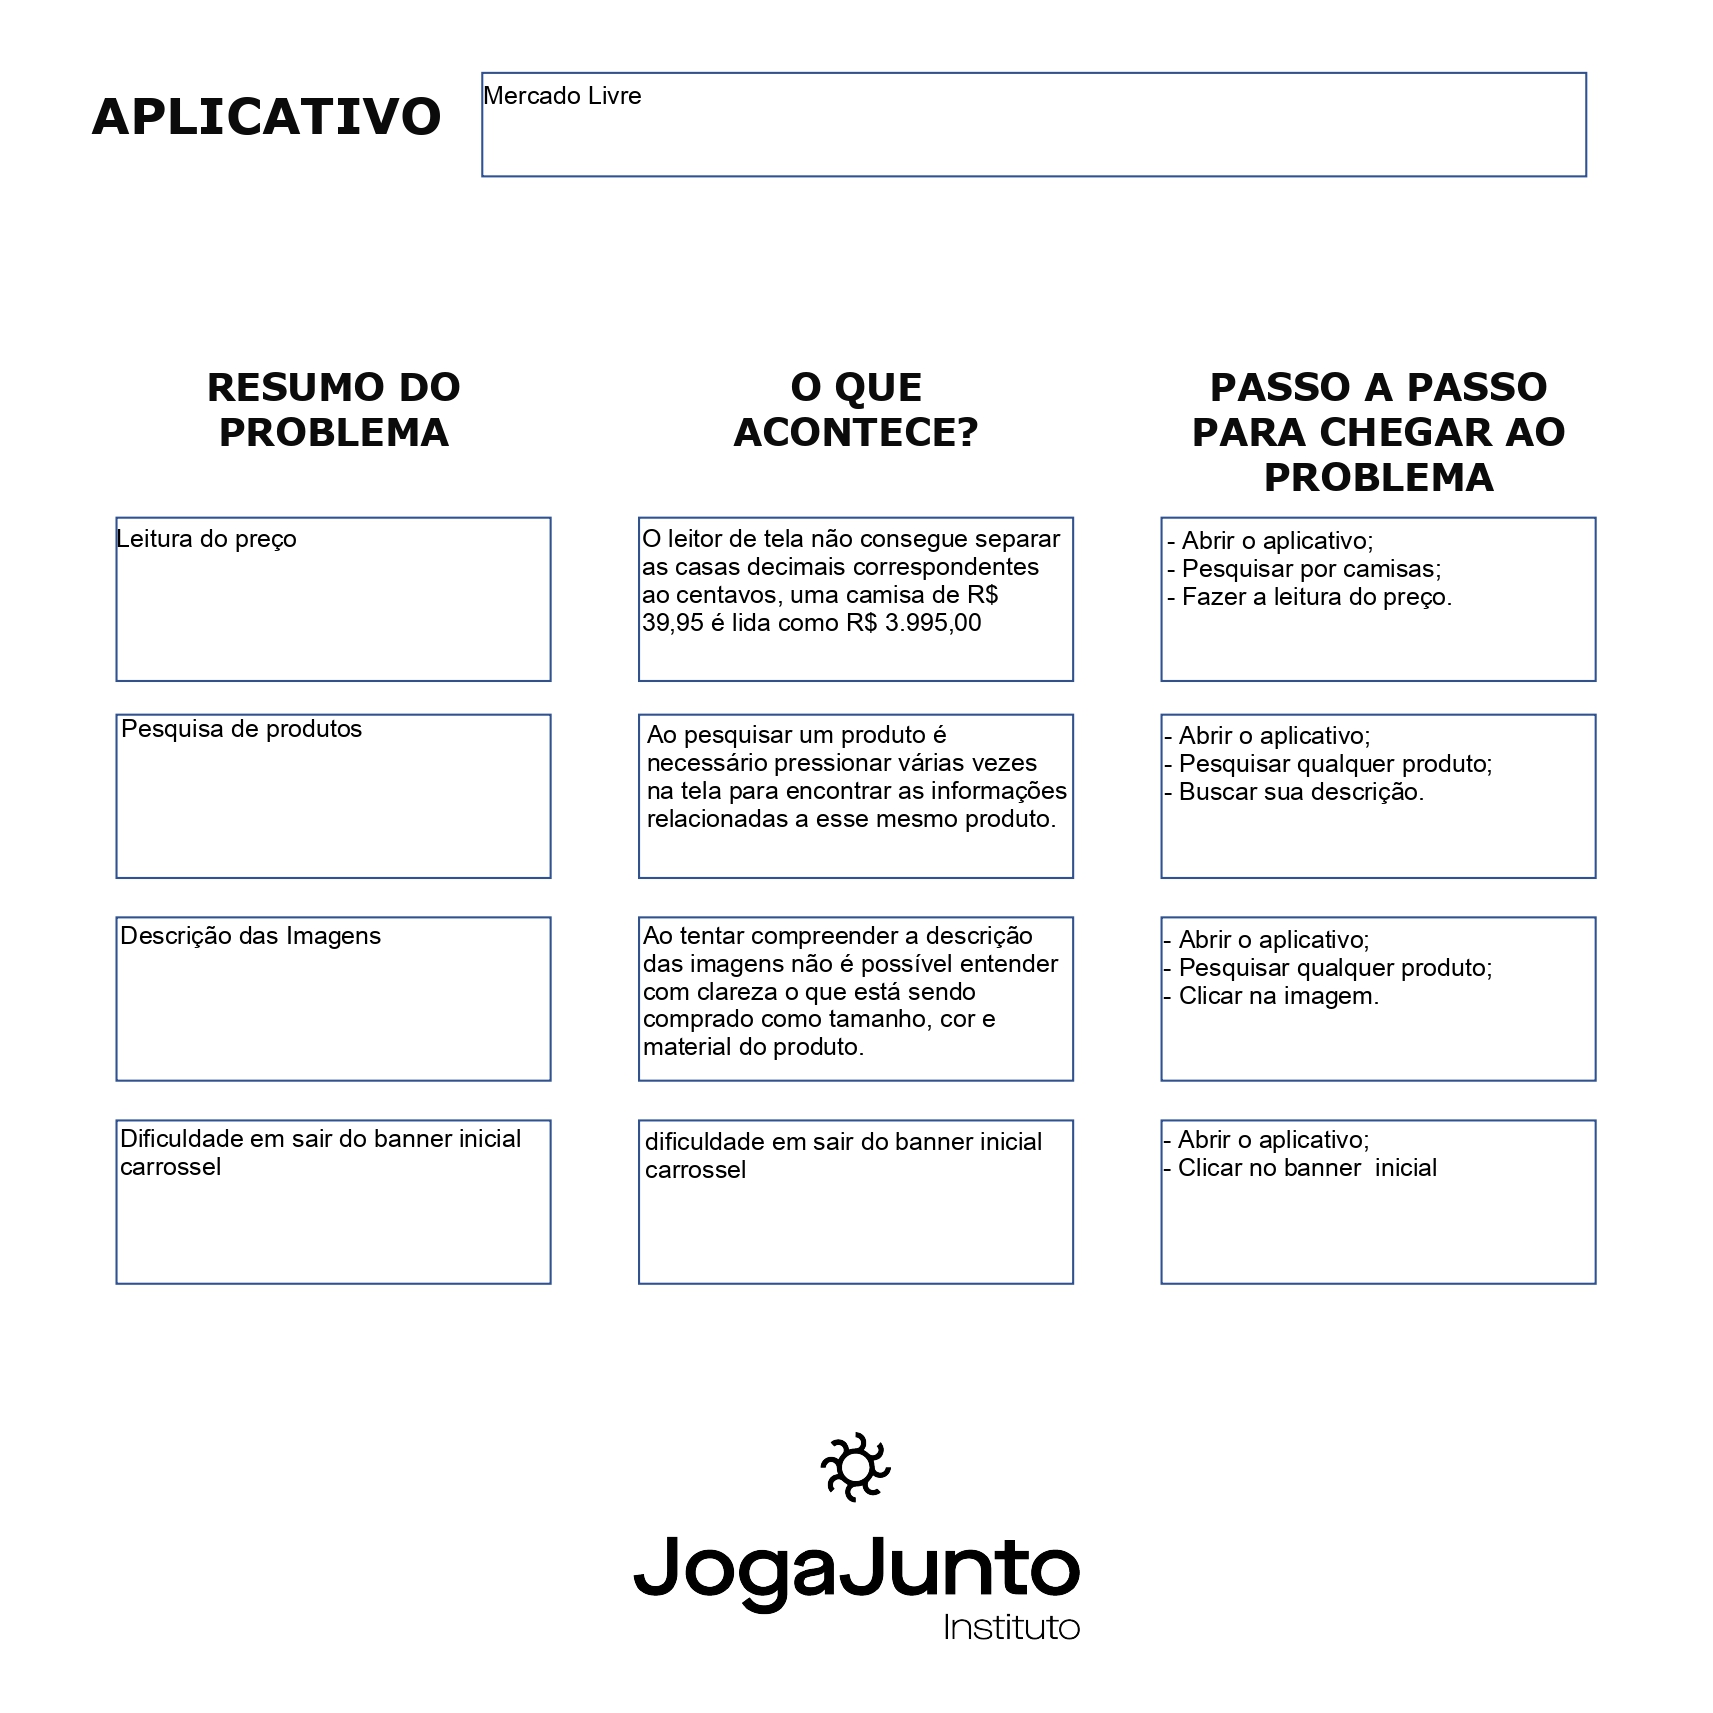 APLICATIVO
Mercado Livre
RESUMO DO
PROBLEMA
O QUE
ACONTECE?
PASSO A PASSO
PARA CHEGAR AO
PROBLEMA
Leitura do preço
O leitor de tela não consegue separar
as casas decimais correspondentes
ao centavos, uma camisa de R$
39,95 é lida como R$ 3.995,00
- Abrir o aplicativo;
- Pesquisar por camisas;
- Fazer a leitura do preço.
Pesquisa de produtos
Ao pesquisar um produto é
necessário pressionar várias vezes
na tela para encontrar as informações
relacionadas a esse mesmo produto.
- Abrir o aplicativo;
- Pesquisar qualquer produto;
- Buscar sua descrição.
Descrição das Imagens
Ao tentar compreender a descrição
das imagens não é possível entender
com clareza o que está sendo
comprado como tamanho, cor e
material do produto.
- Abrir o aplicativo;
- Pesquisar qualquer produto;
- Clicar na imagem.
Dificuldade em sair do banner inicial
carrossel
dificuldade em sair do banner inicial
carrossel
- Abrir o aplicativo;
- Clicar no banner  inicial
JogaJunto
Instituto